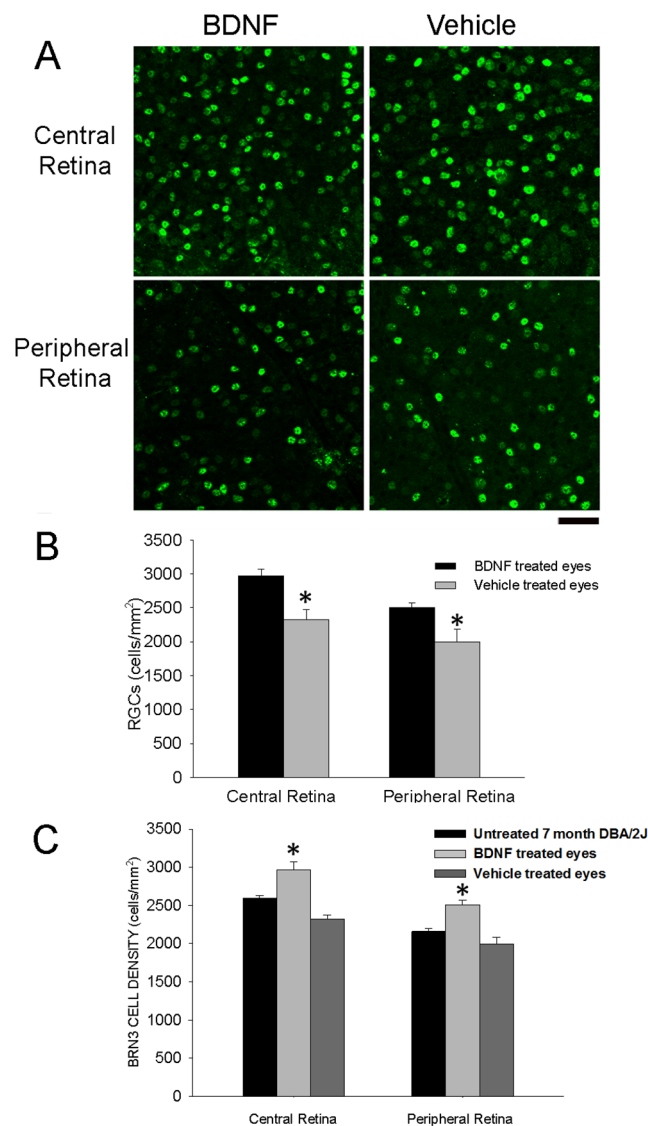 BDNF Vehicle
A
Central
Retina
Peripheral
Retina
B
3500
3000
2500
2000
1500
1000
500
0
RGCs (cells/mm²)
BDNF treated eyes
Vehicle treated eyes
*
*
Central Retina Peripheral Retina
C
3500
3000
2500
2000
1500
1000
500
0
BRN3 CELL DENSITY (cells/mm²)
Untreated 7 month DBA/2J
BDNF treated eyes
Vehicle treated eyes
*
*
Central Retina Peripheral Retina